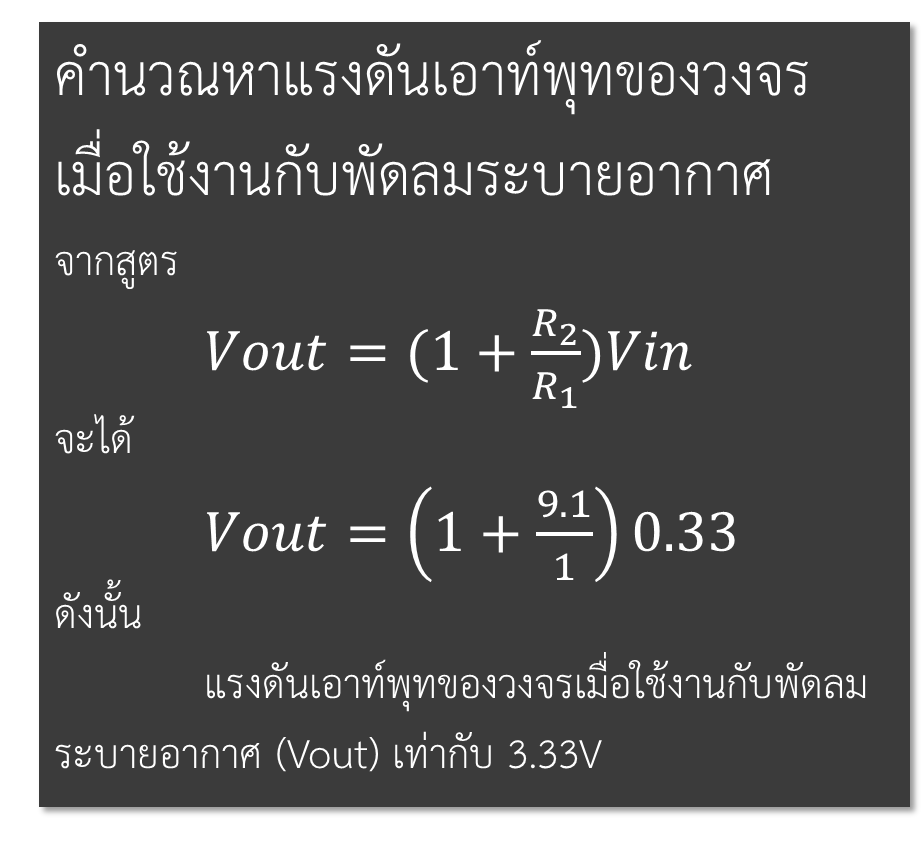 คำนวณหาแรงดันเอาท์พุทของวงจร
เมื่อใช้งานกับพัดลมระบายอากาศ
จากสูตร
Vout = (1 + R₂/R₁)Vin
จะได้
Vout = (1 + 9.1/1) 0.33
ดังนั้น
แรงดันเอาท์พุทของวงจรเมื่อใช้งานกับพัดลม
ระบายอากาศ (Vout) เท่ากับ 3.33V